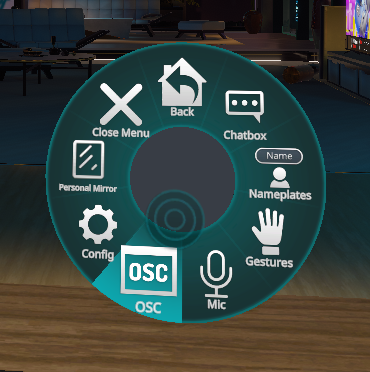 Back
Close Menu
Chatbox
Personal Mirror
Name
Nameplates
Config
Gestures
OSC
OSC
Mic